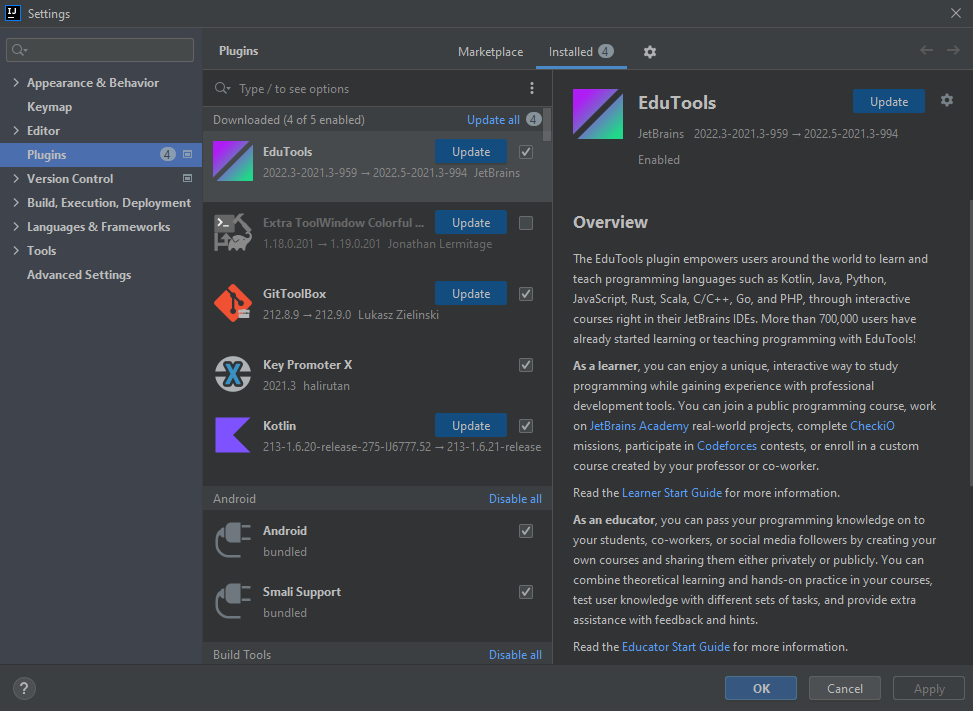 Settings
Plugins
Marketplace
Installed 4
Appearance & Behavior
Keymap
Editor
Plugins 4
Version Control
Build, Execution, Deployment
Languages & Frameworks
Tools
Advanced Settings
Type / to see options
Downloaded (4 of 5 enabled) Update all 4
EduTools Update
2022.3-2021.3-959 → 2022.5-2021.3-994 JetBrains
Extra ToolWindow Colorful ... Update
1.18.0.201 → 1.19.0.201 Jonathan Lermitage
GitToolBox Update
212.8.9 → 212.9.0 Lukasz Zielinski
Key Promoter X
2021.3 halirutan
Kotlin Update
213-1.6.20-release-275-IJ6777.52 → 213-1.6.21-release
Android Disable all
Android
bundled
Smali Support
bundled
Build Tools Disable all
EduTools Update
JetBrains 2022.3-2021.3-959 → 2022.5-2021.3-994
Enabled
Overview
The EduTools plugin empowers users around the world to learn and
teach programming languages such as Kotlin, Java, Python,
JavaScript, Rust, Scala, C/C++, Go, and PHP, through interactive
courses right in their JetBrains IDEs. More than 700,000 users have
already started learning or teaching programming with EduTools!
As a learner, you can enjoy a unique, interactive way to study
programming while gaining experience with professional
development tools. You can join a public programming course, work
on JetBrains Academy real-world projects, complete CheckiO
missions, participate in Codeforces contests, or enroll in a custom
course created by your professor or co-worker.
Read the Learner Start Guide for more information.
As an educator, you can pass your programming knowledge on to
your students, co-workers, or social media followers by creating your
own courses and sharing them either privately or publicly. You can
combine theoretical learning and hands-on practice in your courses,
test user knowledge with different sets of tasks, and provide extra
assistance with feedback and hints.
Read the Educator Start Guide for more information.
?
OK
Cancel
Apply